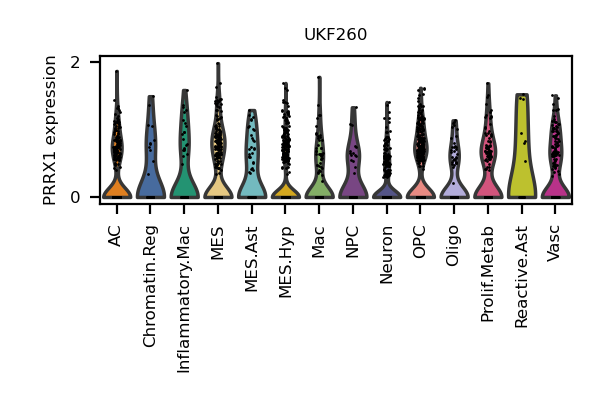 UKF260
PRRX1 expression
2
0
AC
Chromatin.Reg
Inflammatory.Mac
MES
MES.Ast
MES.Hyp
Mac
NPC
Neuron
OPC
Oligo
Prolif.Metab
Reactive.Ast
Vasc